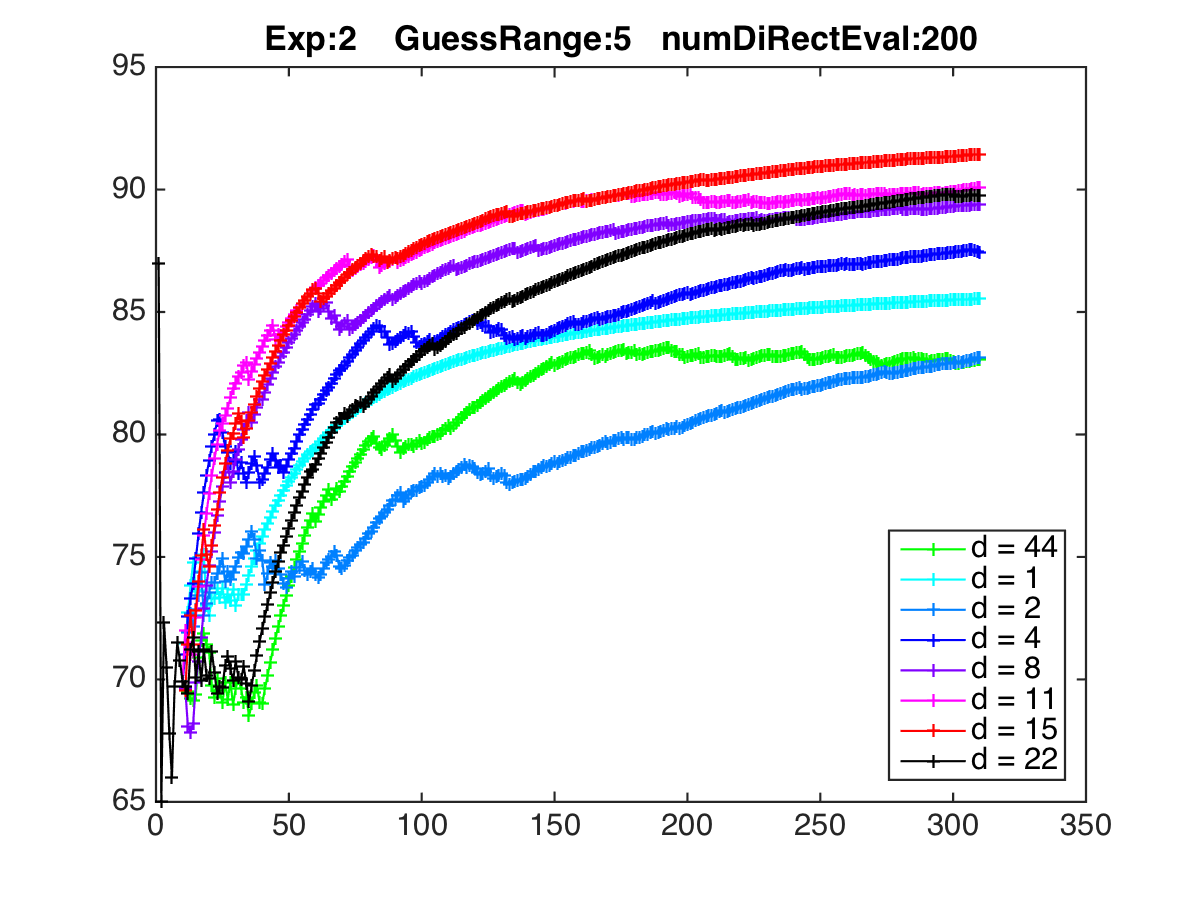 Exp:2 GuessRange:5 numDiRectEval:200
95
90
85
80
75
70
65
0 50 100 150 200 250 300 350
d = 44
d = 1
d = 2
d = 4
d = 8
d = 11
d = 15
d = 22